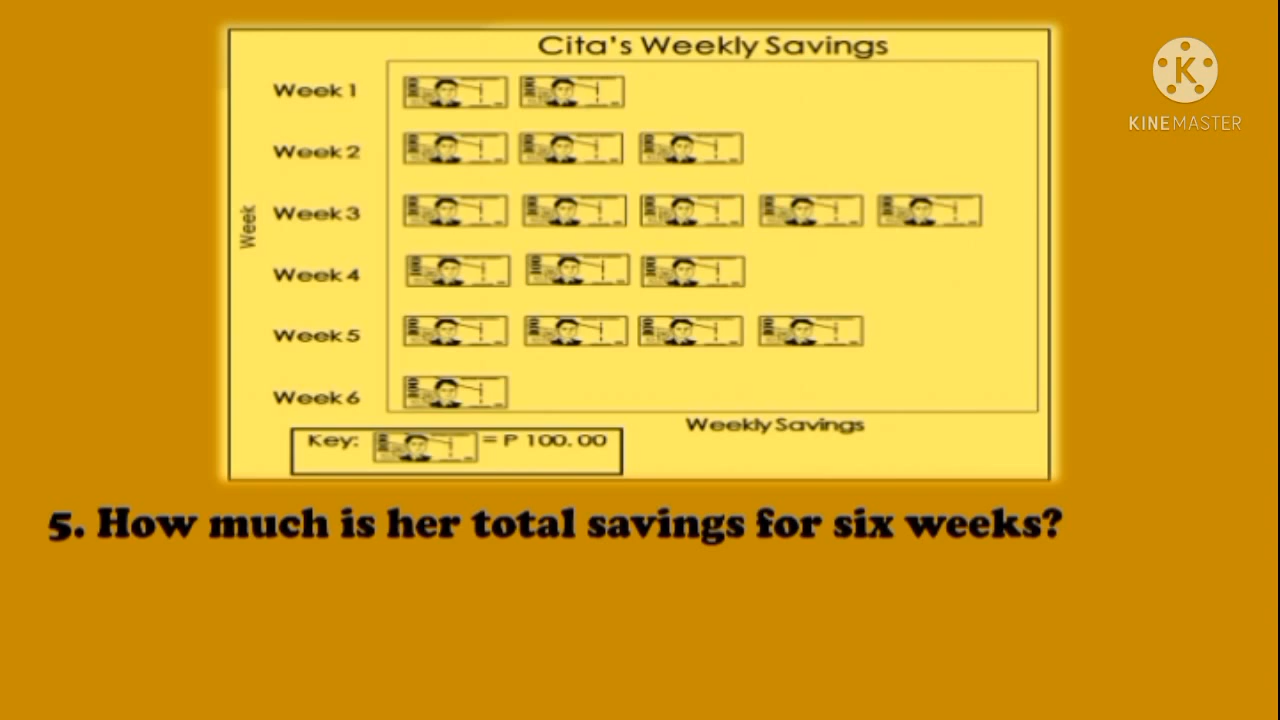 Cita's Weekly Savings
Week 1
Week 2
Week 3
Week 4
Week 5
Week 6
Week
Weekly Savings
Key: = P 100.00
5. How much is her total savings for six weeks?
KINEMASTER